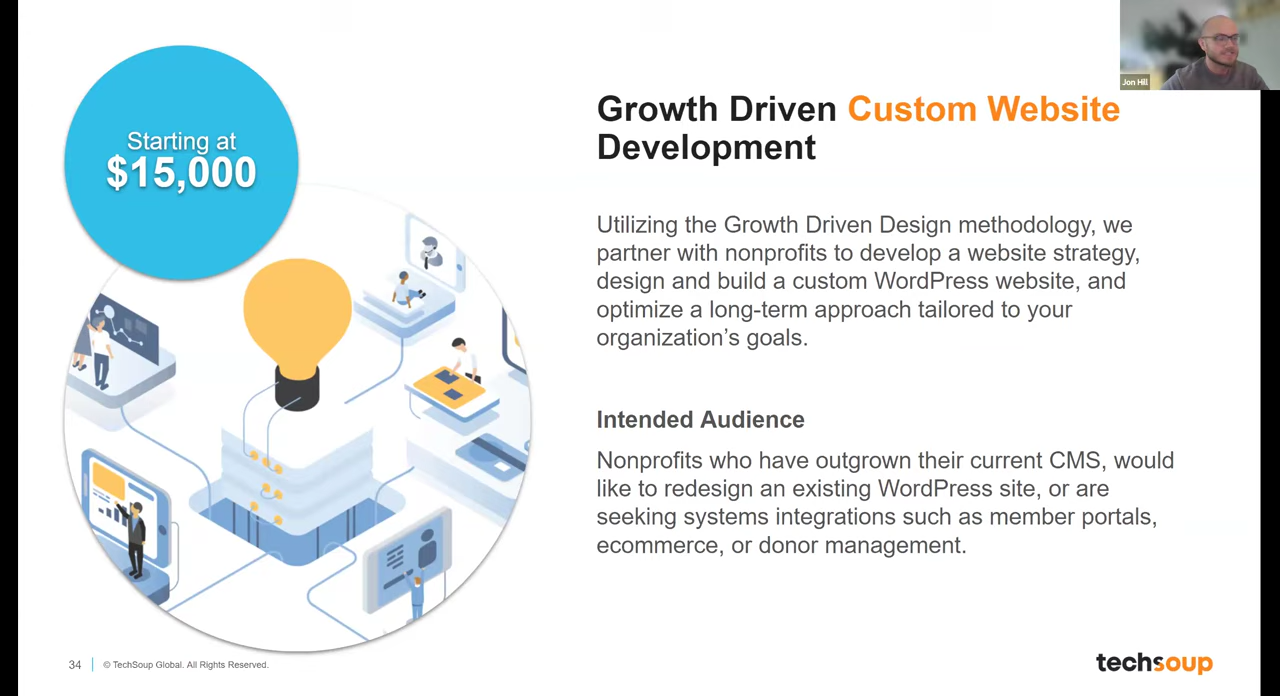 Jon Hill
Starting at
$15,000
Growth Driven Custom Website
Development
Utilizing the Growth Driven Design methodology, we
partner with nonprofits to develop a website strategy,
design and build a custom WordPress website, and
optimize a long-term approach tailored to your
organization’s goals.
Intended Audience
Nonprofits who have outgrown their current CMS, would
like to redesign an existing WordPress site, or are
seeking systems integrations such as member portals,
ecommerce, or donor management.
34
© TechSoup Global. All Rights Reserved.
techsoup